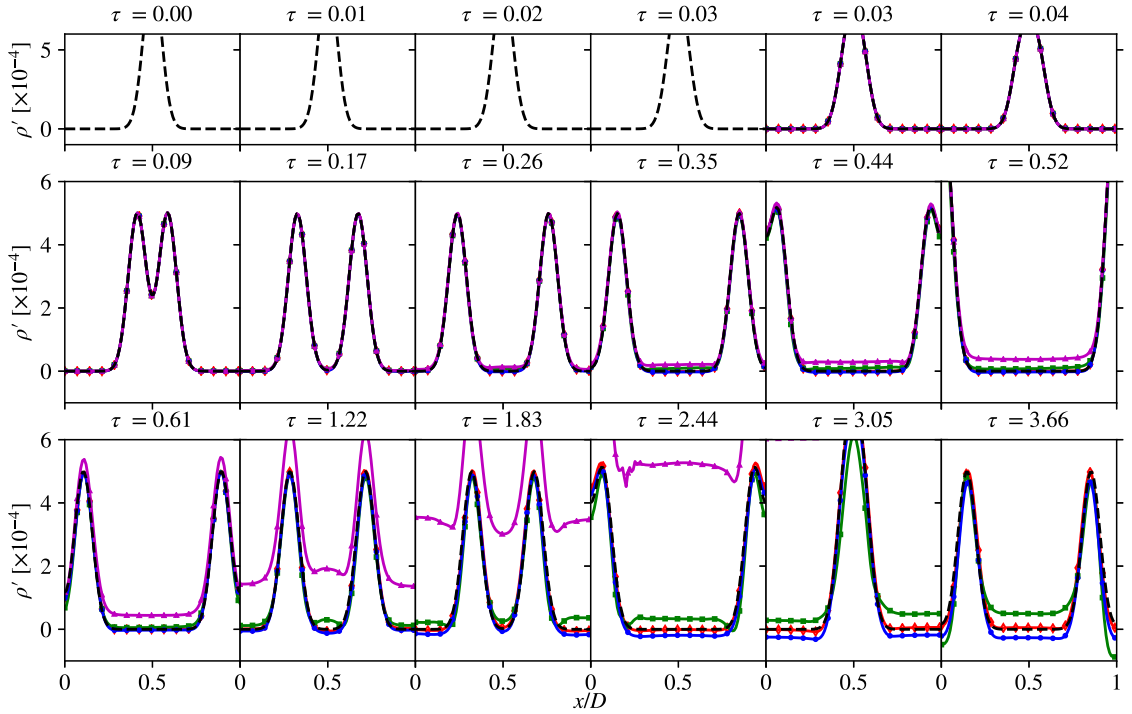 τ = 0.00 τ = 0.01 τ = 0.02 τ = 0.03 τ = 0.03 τ = 0.04
5
0
ρ′ [×10⁻⁴]
τ = 0.09 τ = 0.17 τ = 0.26 τ = 0.35 τ = 0.44 τ = 0.52
6
4
2
0
ρ′ [×10⁻⁴]
τ = 0.61 τ = 1.22 τ = 1.83 τ = 2.44 τ = 3.05 τ = 3.66
6
4
2
0
ρ′ [×10⁻⁴]
0 0.5 0 0.5 0 0.5 0 0.5 0 0.5 0 0.5 1
x/D